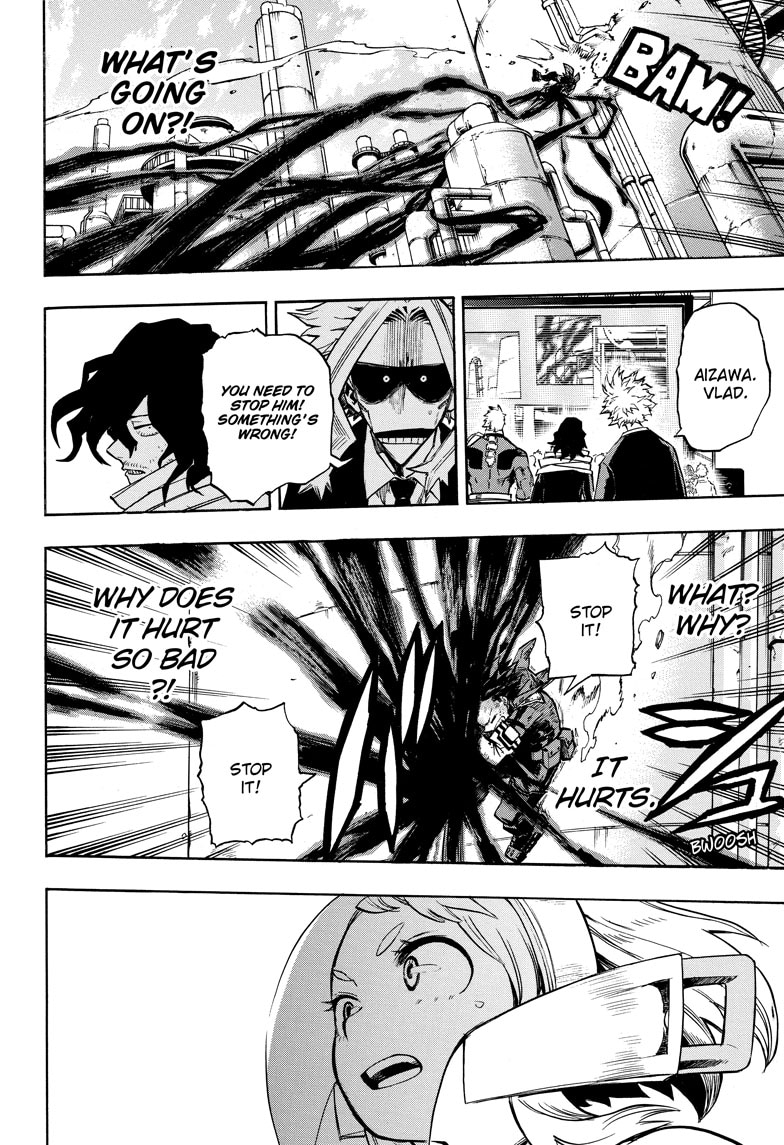 BAM!
WHAT'S
GOING
ON?!
AIZAWA.
VLAD.
YOU NEED TO
STOP HIM!
SOMETHING'S
WRONG!
WHAT?
WHY?
STOP
IT!
IT
HURTS.
WHY DOES
IT HURT
SO BAD
?!
STOP
IT!
BWOOSH